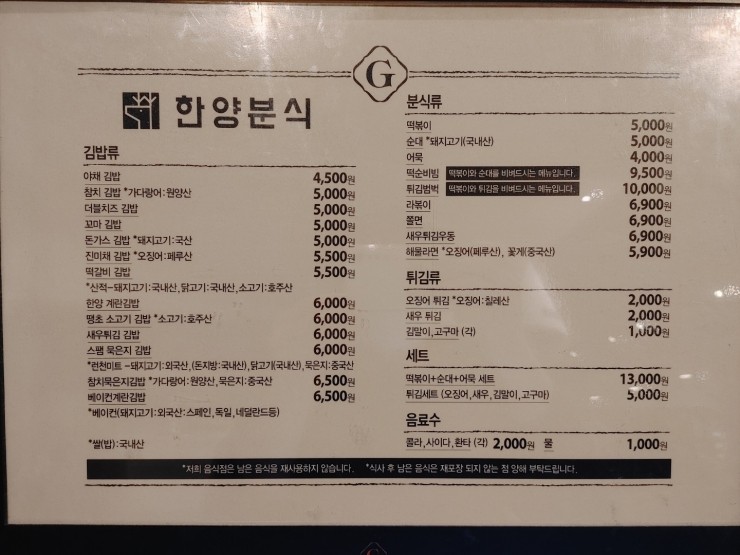 G
한양분식
김밥류
야채 김밥 4,500원
참치 김밥 *가다랑어:원양산 5,000원
더블치즈 김밥 5,000원
꼬마 김밥 5,000원
돈가스 김밥 *돼지고기:국산 5,000원
진미채 김밥 *오징어:페루산 5,500원
떡갈비 김밥 5,500원
*산적-돼지고기:국내산,닭고기:국내산,소고기:호주산
한양 계란김밥 6,000원
땡초 소고기 김밥 *소고기:호주산 6,000원
새우튀김 김밥 6,000원
스팸 묵은지 김밥 6,000원
*런천미트 -돼지고기:외국산,(돈지방:국내산),닭고기(국내산),묵은지:중국산
참치묵은지김밥 *가다랑어:원양산,묵은지:중국산 6,500원
베이컨계란김밥 6,500원
*베이컨(돼지고기:외국산:스페인,독일,네덜란드등)
*쌀(밥):국내산
분식류
떡볶이 5,000원
순대 *돼지고기(국내산) 5,000원
어묵 4,000원
떡순비빔 떡볶이와 순대를 비벼드시는 메뉴입니다. 9,500원
튀김범벅 떡볶이와 튀김을 비벼드시는 메뉴입니다. 10,000원
라볶이 6,900원
쫄면 6,900원
새우튀김우동 6,900원
해물라면 *오징어(페루산), 꽃게(중국산) 5,900원
튀김류
오징어 튀김 *오징어:칠레산 2,000원
새우 튀김 2,000원
김말이,고구마 (각) 1,000원
세트
떡볶이+순대+어묵 세트 13,000원
튀김세트 (오징어,새우,김말이,고구마) 5,000원
음료수
콜라,사이다,환타 (각) 2,000원 물 1,000원
*저희 음식점은 남은 음식을 재사용하지 않습니다. *식사 후 남은 음식은 재포장 되지 않는 점 양해 부탁드립니다.
G